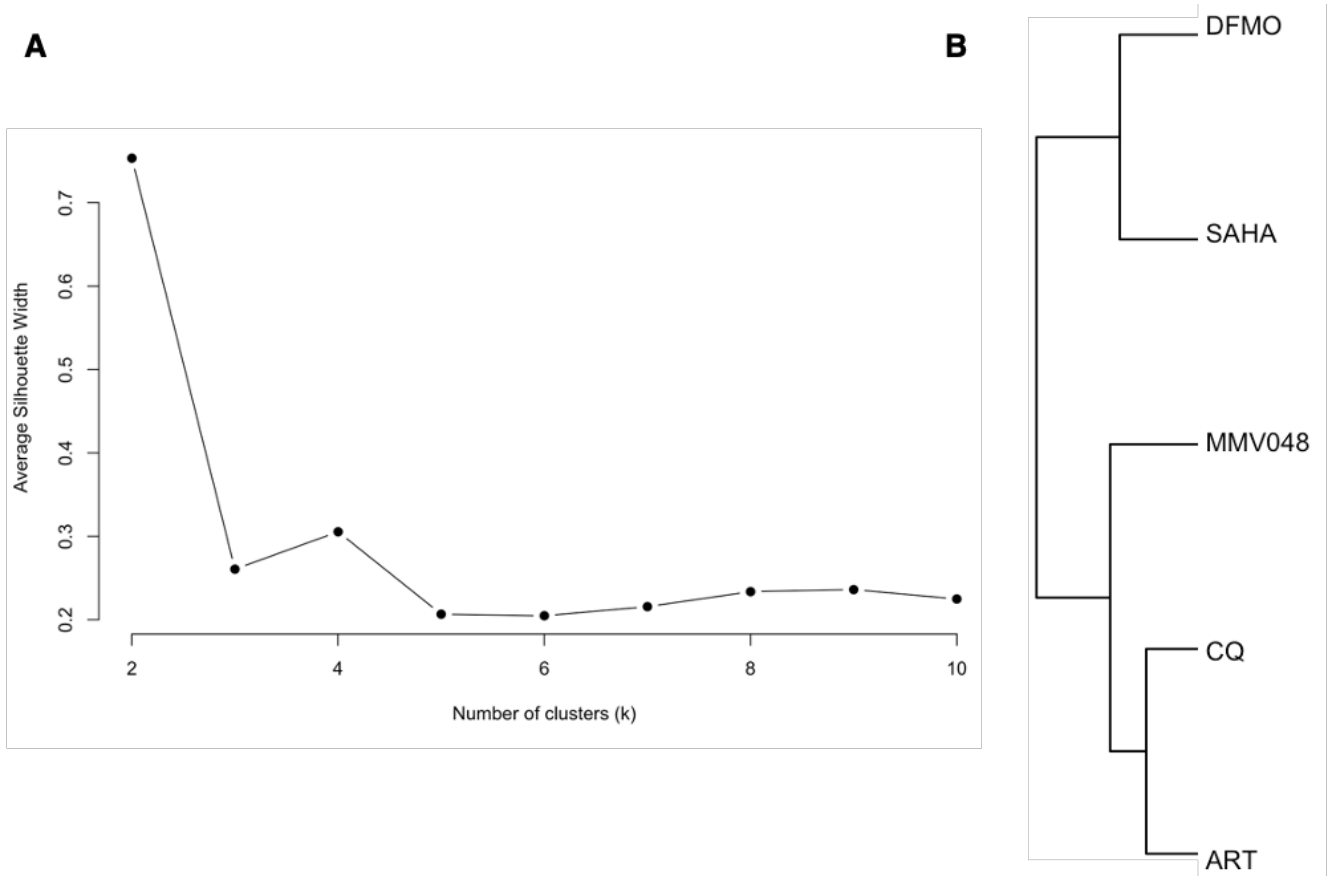 A
B
Average Silhouette Width
0.7
0.6
0.5
0.4
0.3
0.2
2
4
6
8
10
Number of clusters (k)
DFMO
SAHA
MMV048
CQ
ART